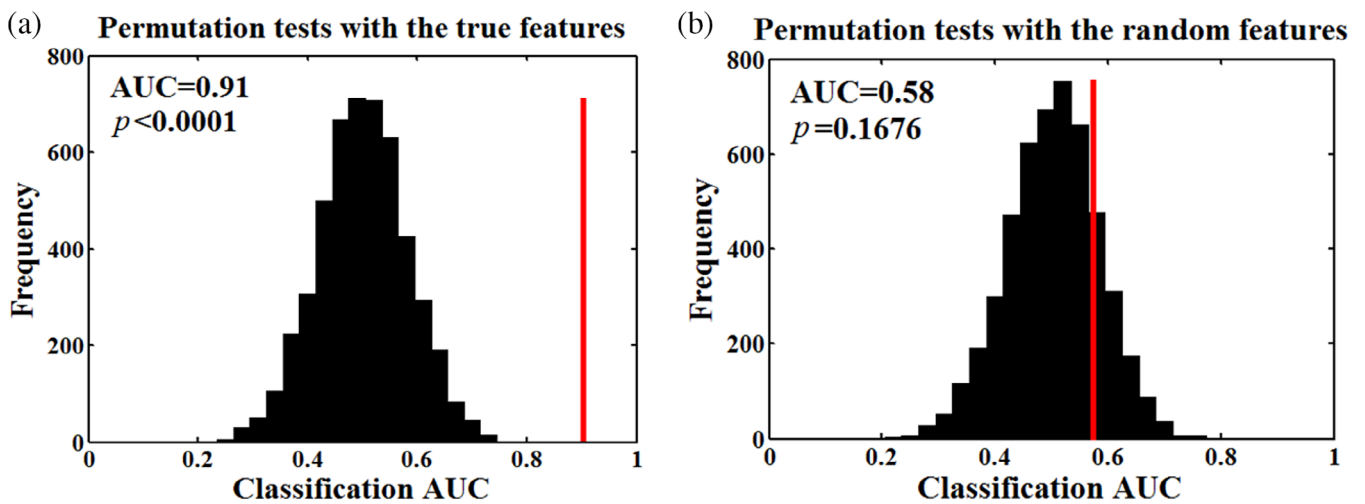 (a)
Permutation tests with the true features
AUC=0.91
p<0.0001
Frequency
800
600
400
200
0
0 0.2 0.4 0.6 0.8 1
Classification AUC
(b)
Permutation tests with the random features
AUC=0.58
p=0.1676
Frequency
800
600
400
200
0
0 0.2 0.4 0.6 0.8 1
Classification AUC